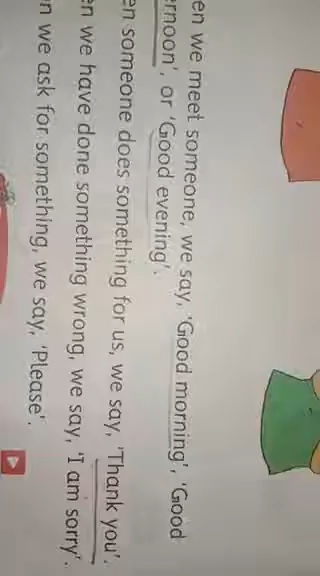 en we meet someone, we say, 'Good morning', 'Good
ernoon', or 'Good evening'.
en someone does something for us, we say, 'Thank you'.
en we have done something wrong, we say, 'I am sorry'.
n we ask for something, we say, 'Please'.